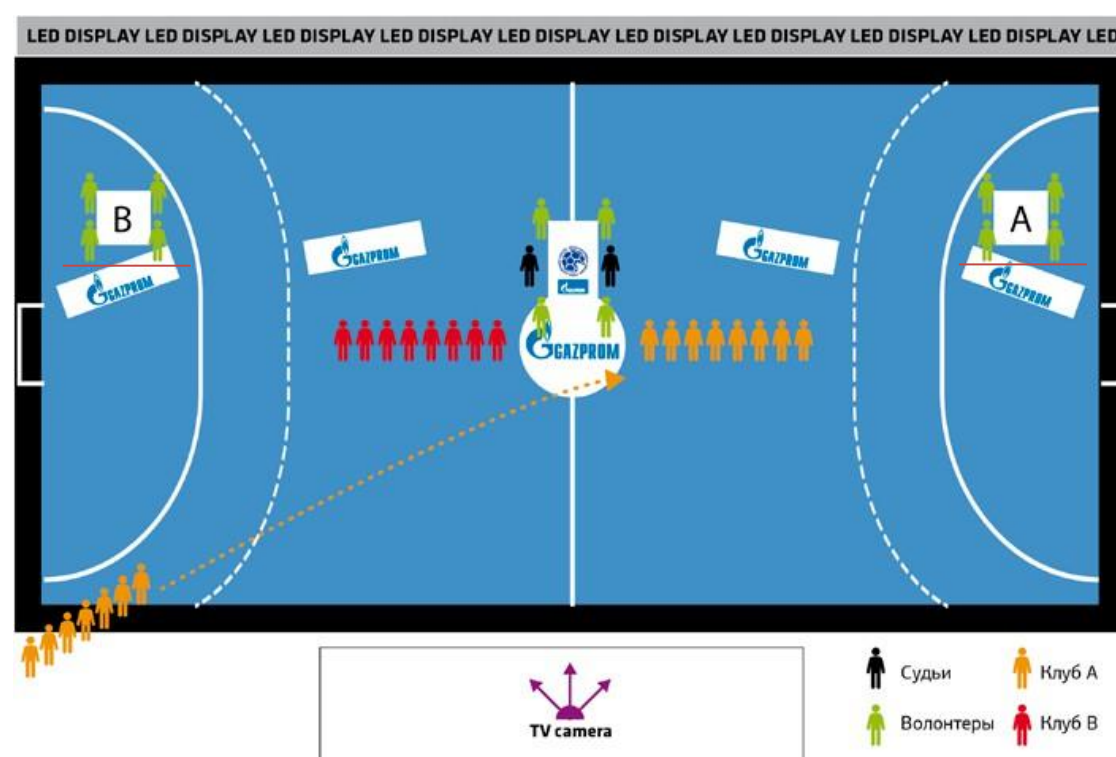 LED DISPLAY LED DISPLAY LED DISPLAY LED DISPLAY LED DISPLAY LED DISPLAY LED DISPLAY LED DISPLAY LED DISPLAY LED
B
A
GAZPROM
GAZPROM
GAZPROM
GAZPROM
GAZPROM
TV camera
Судьи
Клуб А
Волонтеры
Клуб В